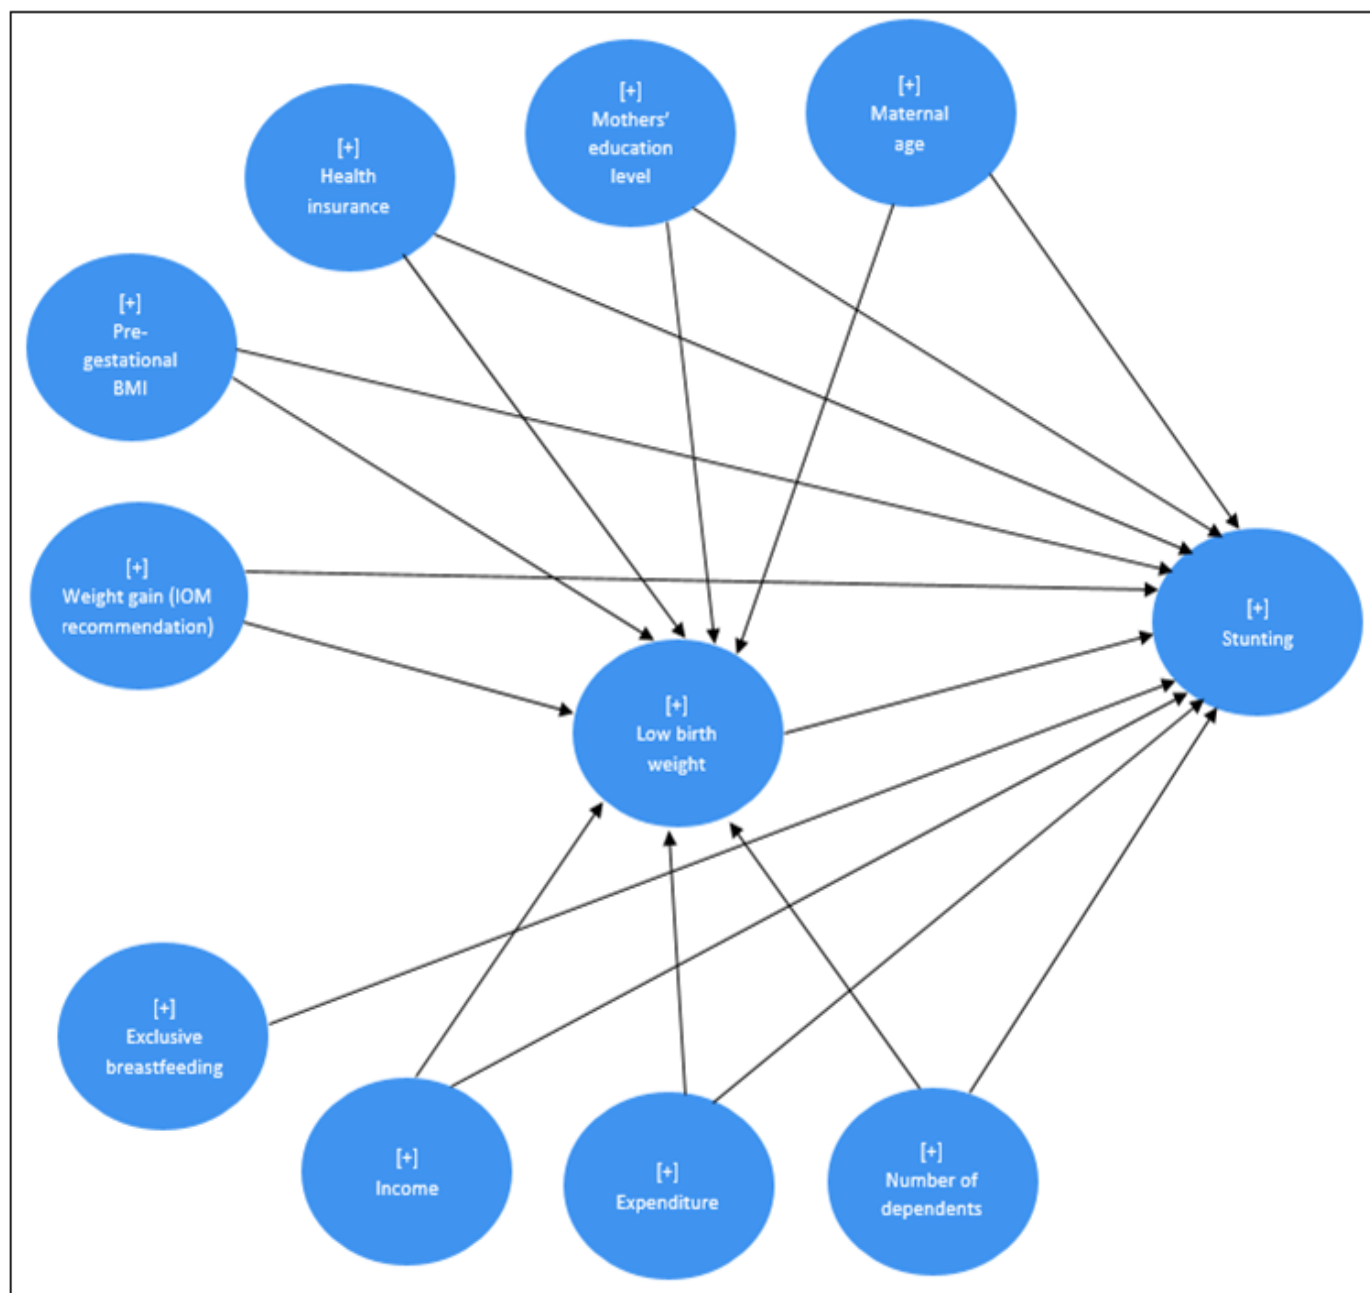 [+]
Maternal
age
[+]
Mothers’
education
level
[+]
Health
insurance
[+]
Pre-
gestational
BMI
[+]
Weight gain (IOM
recommendation)
[+]
Stunting
[+]
Low birth
weight
[+]
Exclusive
breastfeeding
[+]
Income
[+]
Expenditure
[+]
Number of
dependents